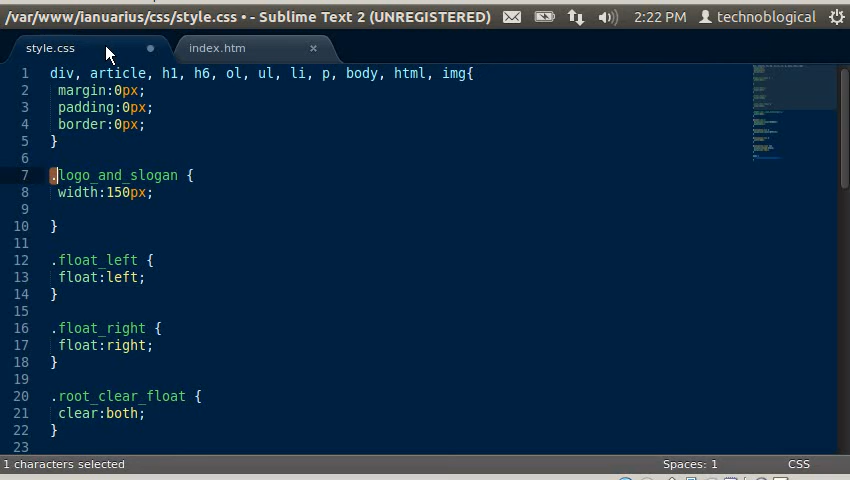 /var/www/ianuarius/css/style.css • - Sublime Text 2 (UNREGISTERED) 2:22 PM technoblogical
style.css index.htm ×
1 div, article, h1, h6, ol, ul, li, p, body, html, img{
2 margin:0px;
3 padding:0px;
4 border:0px;
5 }
6
7 .logo_and_slogan {
8 width:150px;
9
10 }
11
12 .float_left {
13 float:left;
14 }
15
16 .float_right {
17 float:right;
18 }
19
20 .root_clear_float {
21 clear:both;
22 }
23
1 characters selected Spaces: 1 CSS